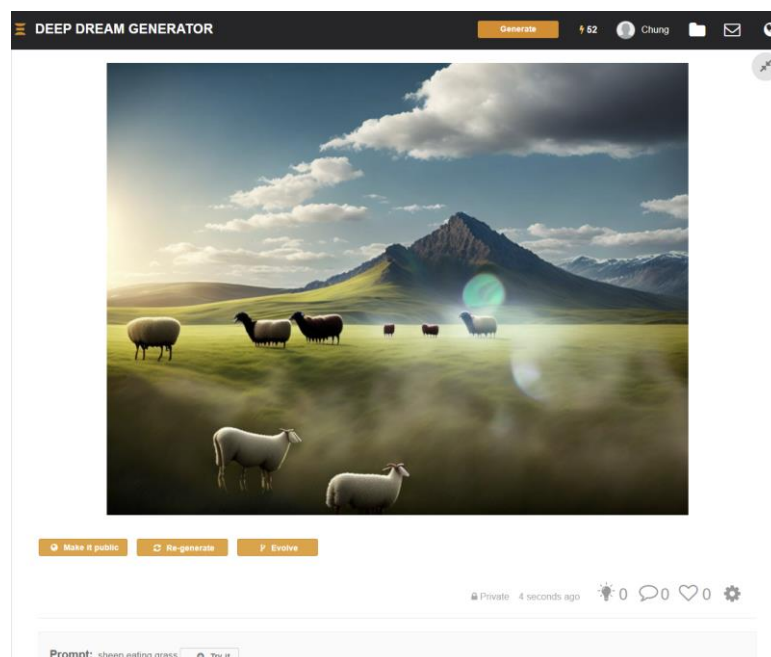 DEEP DREAM GENERATOR
Generate
52
Chung
Make it public
Re-generate
Evolve
Private 4 seconds ago 0 0 0
Prompt: sheep eating grass Try it